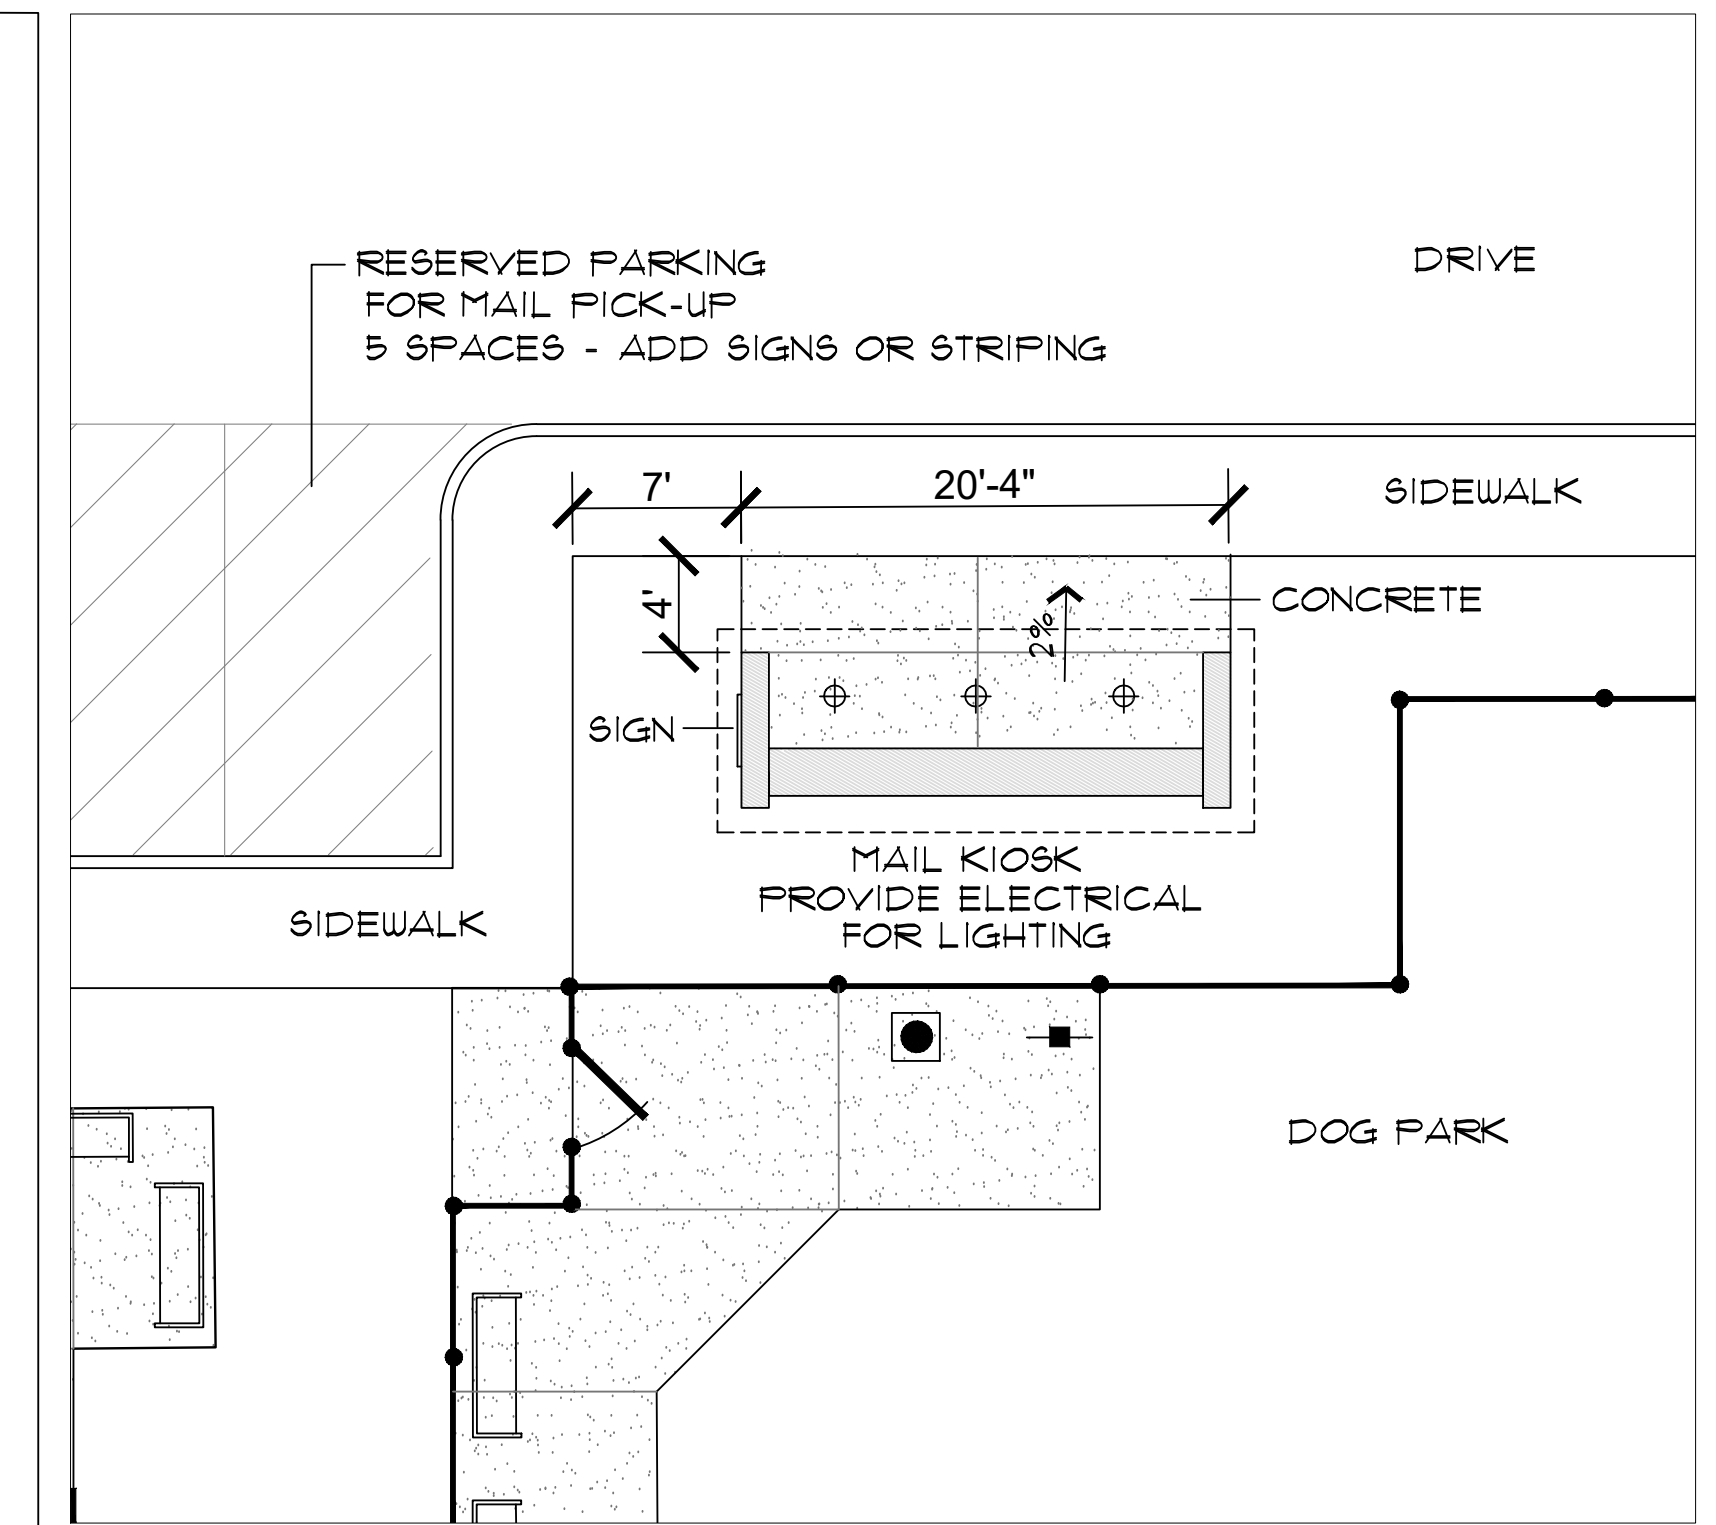 RESERVED PARKING
FOR MAIL PICK-UP
5 SPACES - ADD SIGNS OR STRIPING
DRIVE
7'
20'-4"
SIDEWALK
4'
CONCRETE
2%
SIGN
MAIL KIOSK
PROVIDE ELECTRICAL
FOR LIGHTING
SIDEWALK
DOG PARK